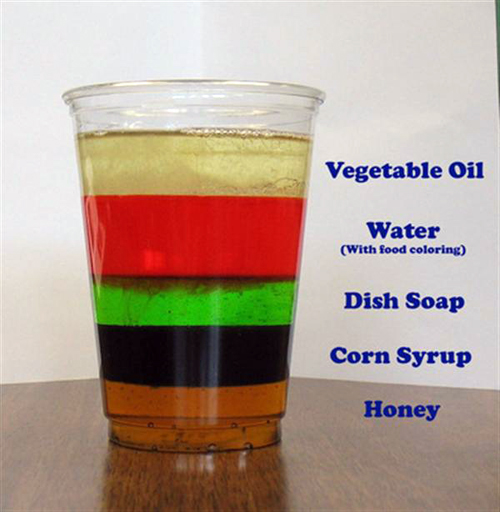 Vegetable Oil
Water
(With food coloring)
Dish Soap
Corn Syrup
Honey